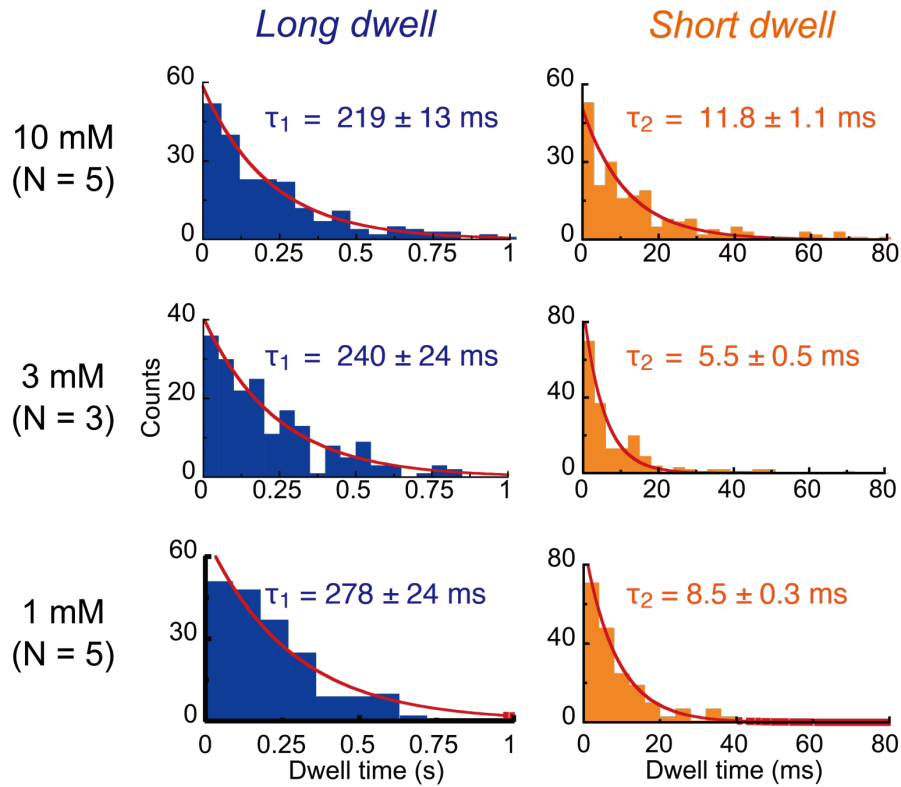 Long dwell
Short dwell
10 mM
(N = 5)
60
30
0
0 0.25 0.5 0.75 1
τ1 = 219 ± 13 ms
60
30
0
0 20 40 60 80
τ2 = 11.8 ± 1.1 ms
3 mM
(N = 3)
Counts
40
20
0
0 0.25 0.5 0.75 1
τ1 = 240 ± 24 ms
80
40
0
0 20 40 60 80
τ2 = 5.5 ± 0.5 ms
1 mM
(N = 5)
60
30
0
0 0.25 0.5 0.75 1
Dwell time (s)
τ1 = 278 ± 24 ms
80
40
0
0 20 40 60 80
Dwell time (ms)
τ2 = 8.5 ± 0.3 ms